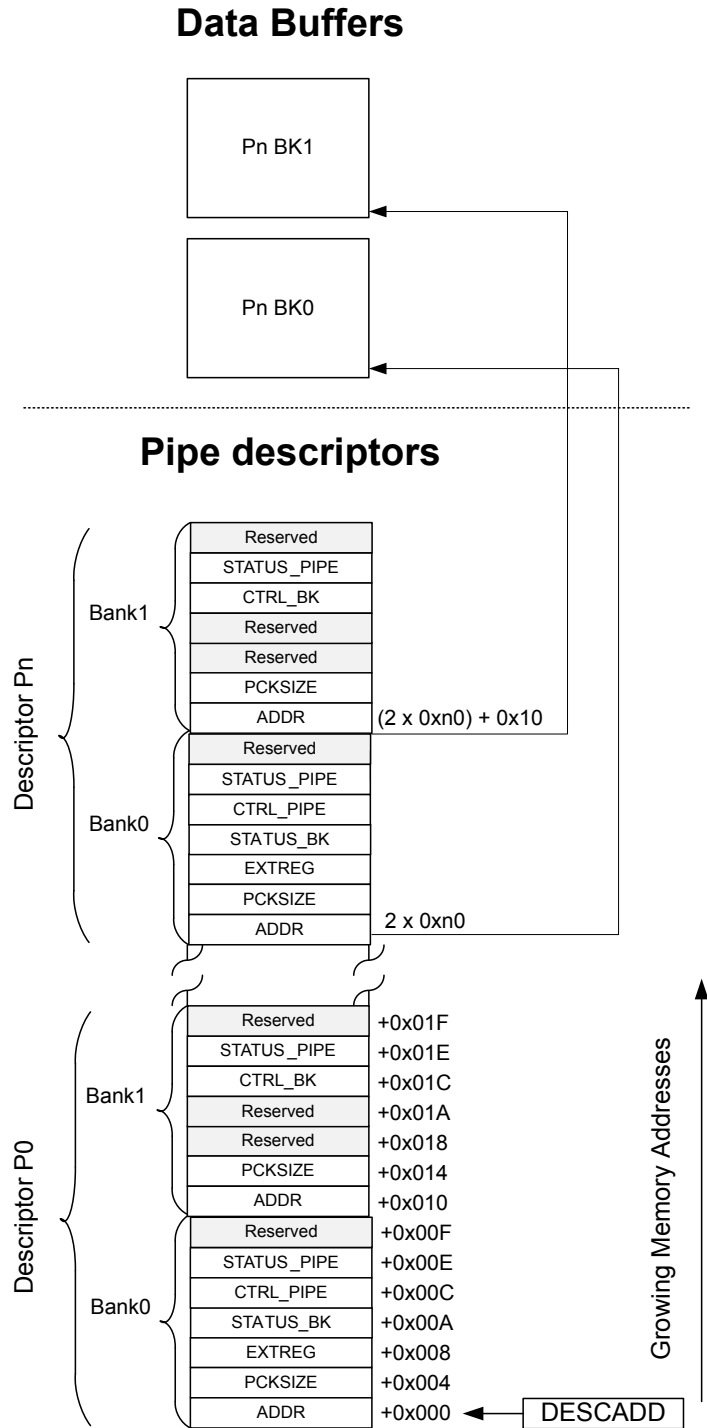 Data Buffers
Pn BK1
Pn BK0
Pipe descriptors
Descriptor Pn
Bank1
Reserved
STATUS_PIPE
CTRL_BK
Reserved
Reserved
PCKSIZE
ADDR (2 x 0xn0) + 0x10
Bank0
Reserved
STATUS_PIPE
CTRL_PIPE
STATUS_BK
EXTREG
PCKSIZE
ADDR 2 x 0xn0
Descriptor P0
Bank1
Reserved +0x01F
STATUS_PIPE +0x01E
CTRL_BK +0x01C
Reserved +0x01A
Reserved +0x018
PCKSIZE +0x014
ADDR +0x010
Bank0
Reserved +0x00F
STATUS_PIPE +0x00E
CTRL_PIPE +0x00C
STATUS_BK +0x00A
EXTREG +0x008
PCKSIZE +0x004
ADDR +0x000 DESCADD
Growing Memory Addresses